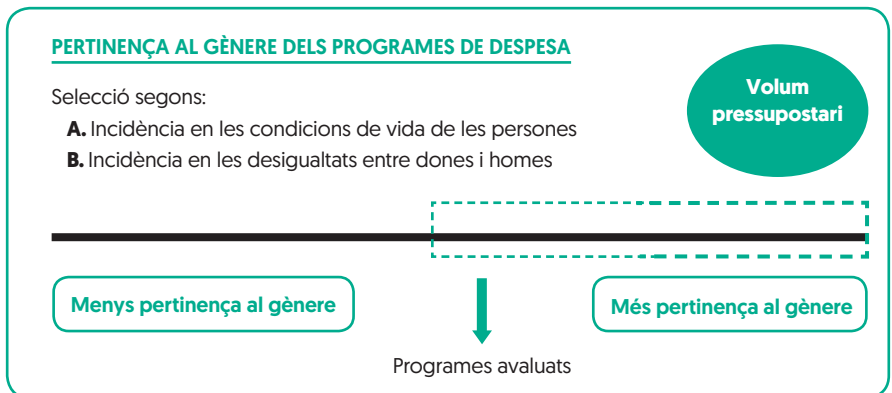 PERTINENÇA AL GÈNERE DELS PROGRAMES DE DESPESA
Selecció segons:
A. Incidència en les condicions de vida de les persones
B. Incidència en les desigualtats entre dones i homes
Volum
pressupostari
Menys pertinença al gènere
Més pertinença al gènere
Programes avaluats